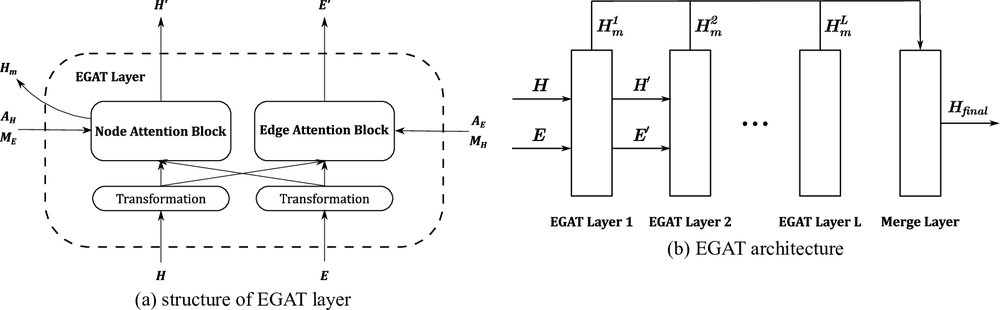 H' E'
EGAT Layer
H_m
A_H
M_E
Node Attention Block
Edge Attention Block
A_E
M_H
Transformation Transformation
H E
(a) structure of EGAT layer
H_m^1 H_m^2 H_m^L
H H'
E E'
...
H_final
EGAT Layer 1 EGAT Layer 2 EGAT Layer L Merge Layer
(b) EGAT architecture